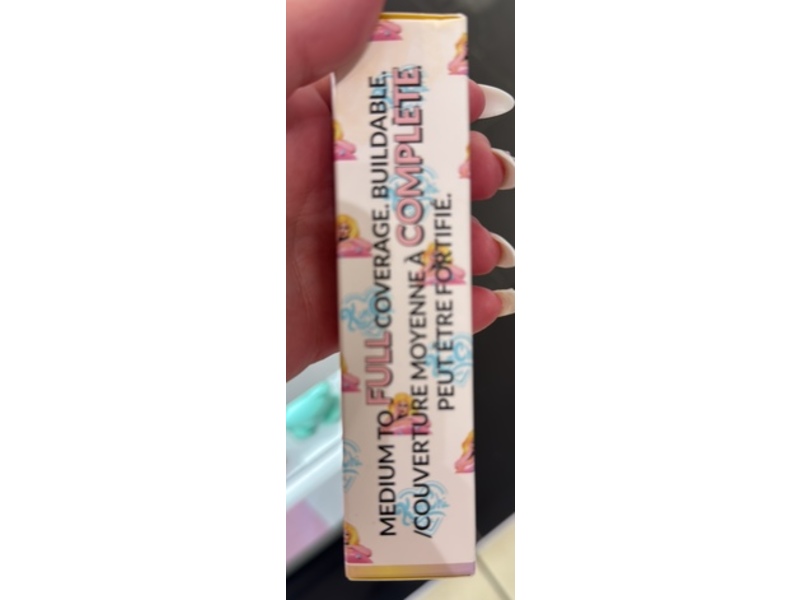 MEDIUM TO FULL COVERAGE. BUILDABLE.
/COUVERTURE MOYENNE À COMPLÈTE.
PEUT ÊTRE FORTIFIÉ.